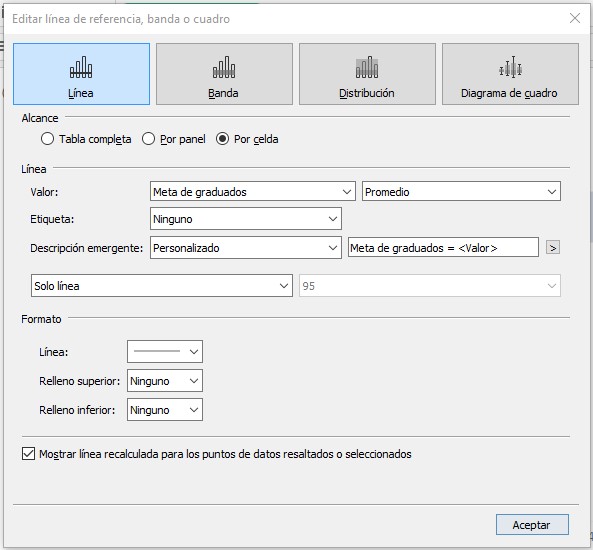 Editar línea de referencia, banda o cuadro
Línea
Banda
Distribución
Diagrama de cuadro
Alcance
Tabla completa
Por panel
Por celda
Línea
Valor:
Meta de graduados
Promedio
Etiqueta:
Ninguno
Descripción emergente:
Personalizado
Meta de graduados = <Valor>
>
Solo línea
95
Formato
Línea:
Relleno superior:
Ninguno
Relleno inferior:
Ninguno
Mostrar línea recalculada para los puntos de datos resaltados o seleccionados
Aceptar